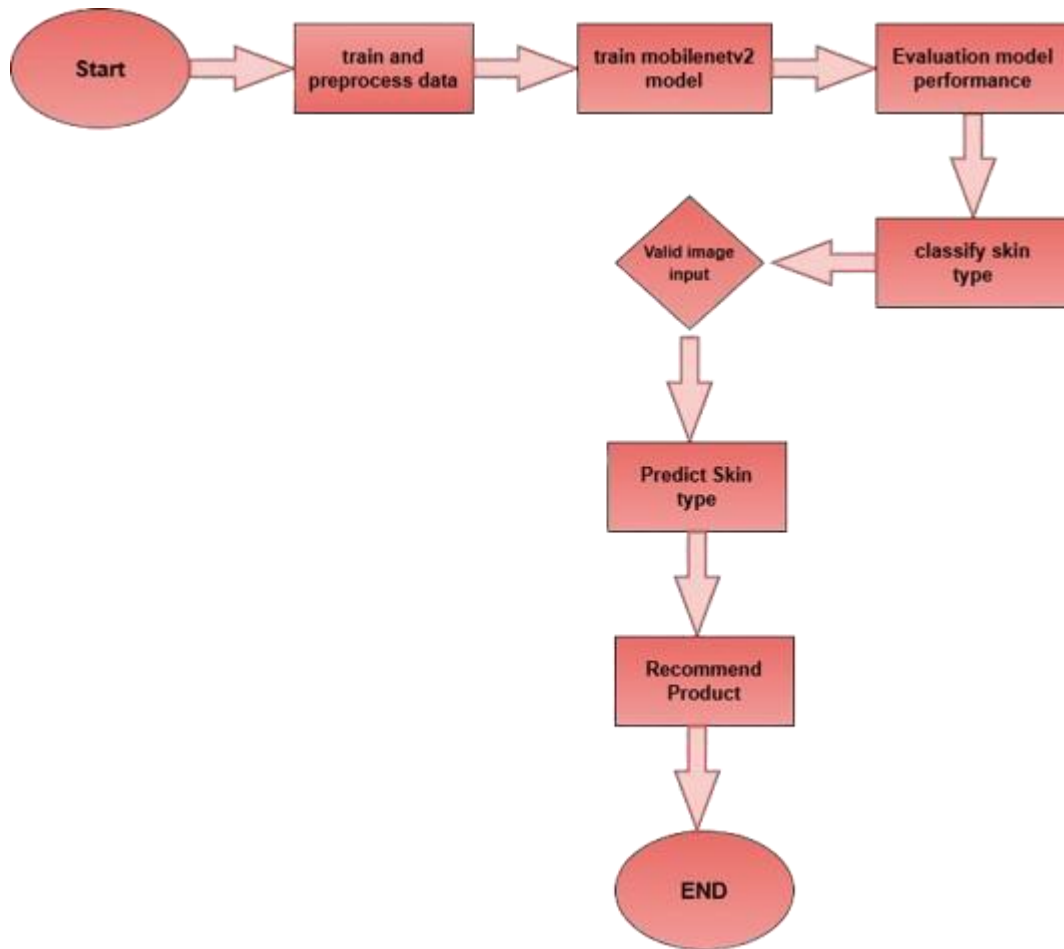 Start
train and
preprocess data
train mobilenetv2
model
Evaluation model
performance
classify skin
type
Valid image
input
Predict Skin
type
Recommend
Product
END